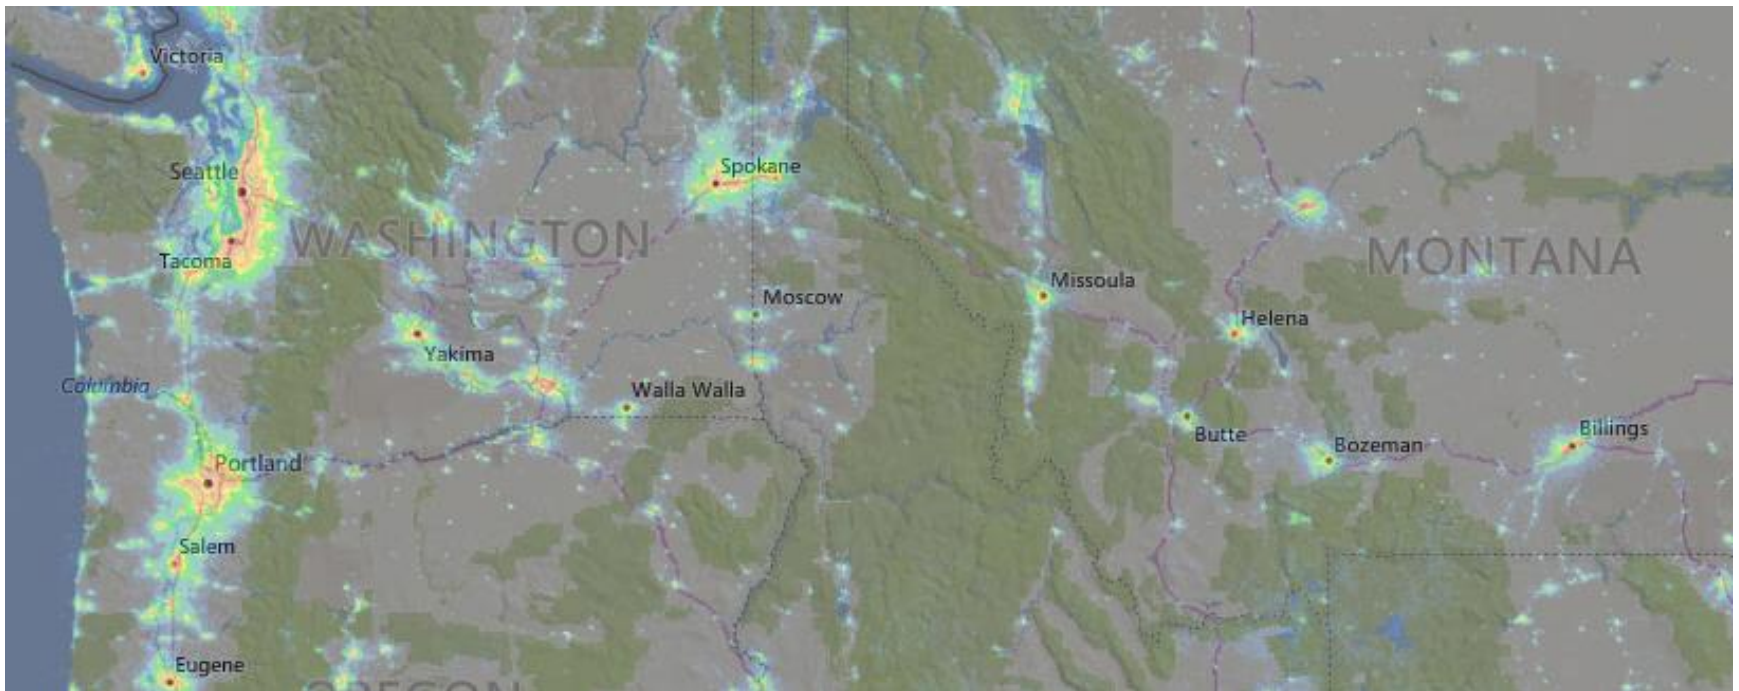 Victoria
Seattle
Spokane
WASHINGTON
MONTANA
Tacoma
Missoula
Moscow
Helena
Yakima
Columbia
Walla Walla
Butte
Billings
Bozeman
Portland
Salem
Eugene
OREGON